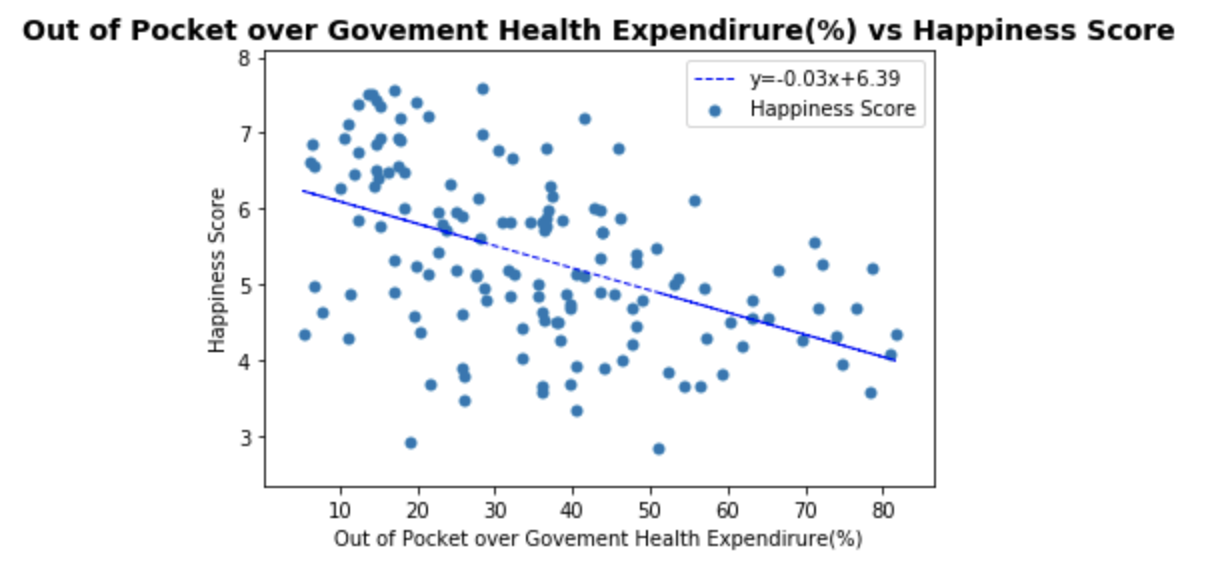 Out of Pocket over Govement Health Expendirure(%) vs Happiness Score
y=-0.03x+6.39
Happiness Score
Happiness Score
8
7
6
5
4
3
10 20 30 40 50 60 70 80
Out of Pocket over Govement Health Expendirure(%)